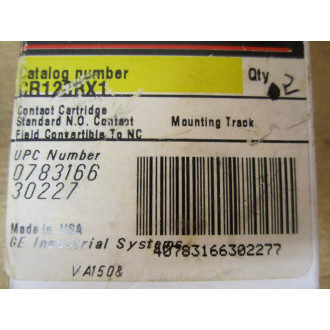 Catalog number
Qty
CR121RX1
2
Contact Cartridge
Standard N.O. Contact
Mounting Track
Field Convertible To NC
UPC Number
0783166
30227
Made in USA
GE Industrial Systems
40783166302277
VA150&